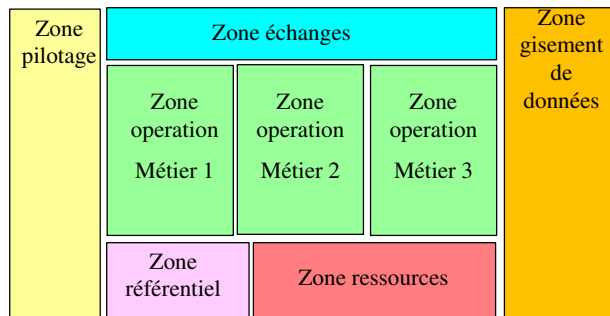 Zone
pilotage
Zone échanges
Zone
gisement
de
données
Zone
operation
Métier 1
Zone
operation
Métier 2
Zone
operation
Métier 3
Zone
référentiel
Zone ressources